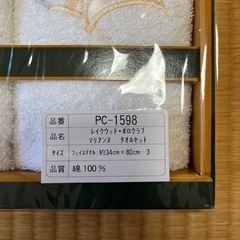 品番 PC-1598
品名 レイクウッド・ポロクラブ
マリアンヌ タオルセット
サイズ フェイスタオル：約34cm×80cm-3
品質 綿.100%